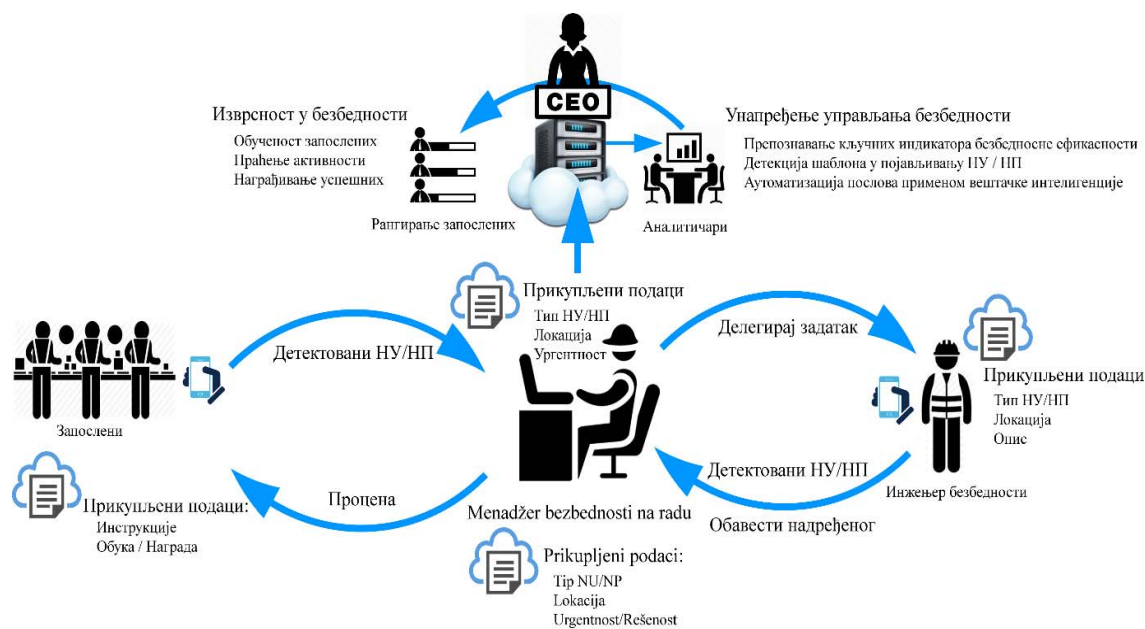 CEO
Изврсност у безбедности
Обученост запослених
Праћење активности
Награђивање успешних
Рангирање запослених
Унапређење управљања безбедности
Препознавање кључних индикатора безбедносне ефикасности
Детекција шаблона у појављивању НУ / НП
Аутоматизација послова применом вештачке интелигенције
Аналитичари
Прикупљени подаци
Тип НУ/НП
Локација
Ургентност
Детектовани НУ/НП
Делегирај задатак
Запослени
Прикупљени подаци
Тип НУ/НП
Локација
Опис
Инжењер безбедности
Детектовани НУ/НП
Обавести надређеног
Процена
Прикупљени подаци:
Инструкције
Обука / Награда
Menadžer bezbednosti na radu
Prikupljeni podaci:
Tip NU/NP
Lokacija
Urgentnost/Rešenost